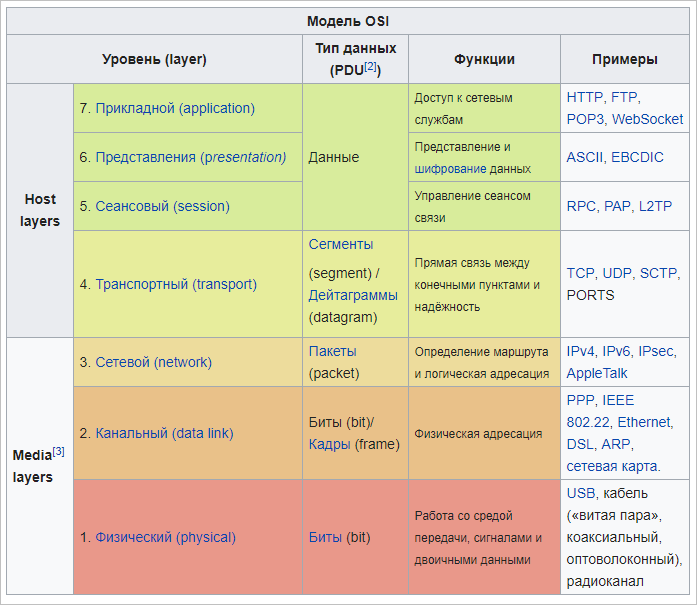 Модель OSI
Уровень (layer)
Тип данных
(PDU[2])
Функции
Примеры
Host
layers
7. Прикладной (application)
Данные
Доступ к сетевым
службам
HTTP, FTP,
POP3, WebSocket
6. Представления (presentation)
Представление и
шифрование данных
ASCII, EBCDIC
5. Сеансовый (session)
Управление сеансом
связи
RPC, PAP, L2TP
4. Транспортный (transport)
Сегменты
(segment) /
Дейтаграммы
(datagram)
Прямая связь между
конечными пунктами и
надёжность
TCP, UDP, SCTP,
PORTS
Media[3]
layers
3. Сетевой (network)
Пакеты
(packet)
Определение маршрута
и логическая адресация
IPv4, IPv6, IPsec,
AppleTalk
2. Канальный (data link)
Биты (bit)/
Кадры (frame)
Физическая адресация
PPP, IEEE
802.22, Ethernet,
DSL, ARP,
сетевая карта.
1. Физический (physical)
Биты (bit)
Работа со средой
передачи, сигналами и
двоичными данными
USB, кабель
(«витая пара»,
коаксиальный,
оптоволоконный),
радиоканал